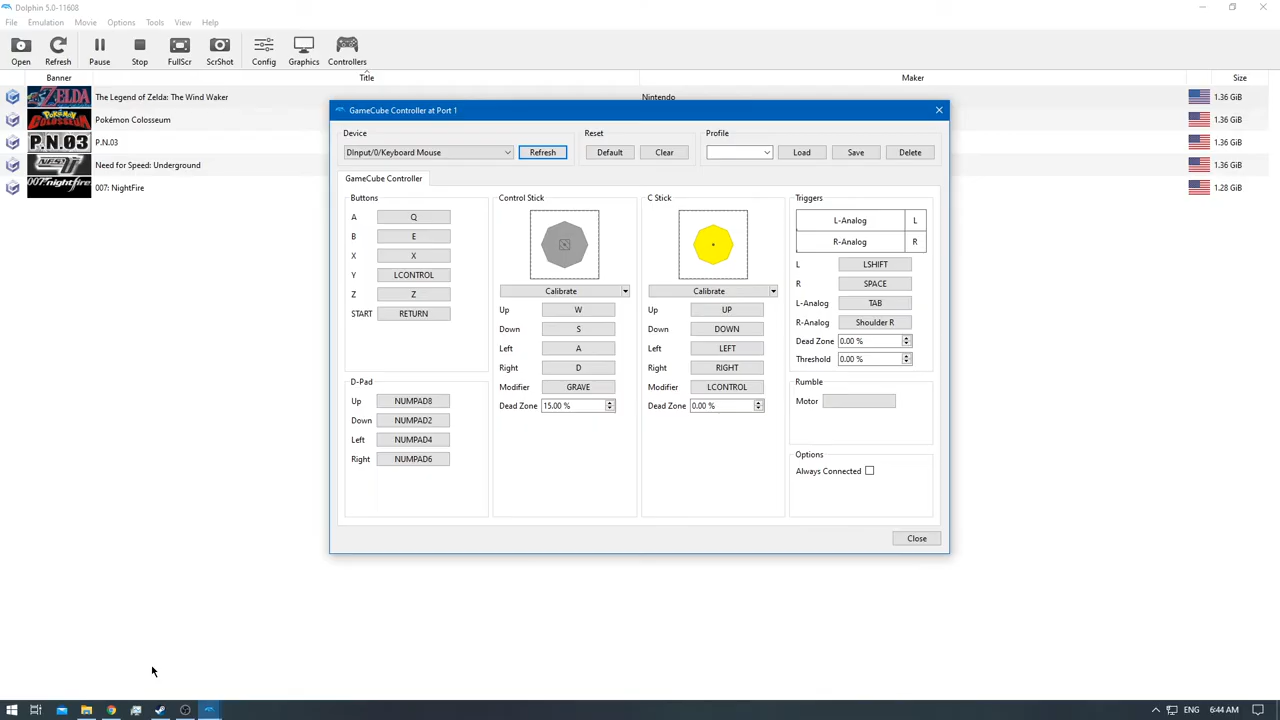 Dolphin 5.0-11608
File Emulation Movie Options Tools View Help
Open Refresh Pause Stop FullScr ScrShot Config Graphics Controllers
Banner Title Maker Size
ZELDA The Legend of Zelda: The Wind Waker Nintendo 1.36 GiB
POKéMON COLOSSEUM Pokémon Colosseum 1.36 GiB
P.N.03 P.N.03 1.36 GiB
Need for Speed: Underground 1.36 GiB
007: nightfire 007: NightFire 1.28 GiB
GameCube Controller at Port 1
Device Reset Profile
DInput/0/Keyboard Mouse Refresh Default Clear Load Save Delete
GameCube Controller
Buttons
A Q
B E
X X
Y LCONTROL
Z Z
START RETURN
D-Pad
Up NUMPAD8
Down NUMPAD2
Left NUMPAD4
Right NUMPAD6
Control Stick
Calibrate
Up W
Down S
Left A
Right D
Modifier GRAVE
Dead Zone 15.00 %
C Stick
Calibrate
Up UP
Down DOWN
Left LEFT
Right RIGHT
Modifier LCONTROL
Dead Zone 0.00 %
Triggers
L-Analog L
R-Analog R
L LSHIFT
R SPACE
L-Analog TAB
R-Analog Shoulder R
Dead Zone 0.00 %
Threshold 0.00 %
Rumble
Motor
Options
Always Connected
Close
ENG 6:44 AM